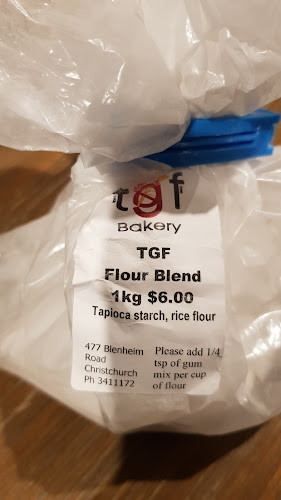 tgf
Bakery
TGF
Flour Blend
1kg $6.00
Tapioca starch, rice flour
477 Blenheim
Road
Christchurch
Ph 3411172
Please add 1/4
tsp of gum
mix per cup
of flour